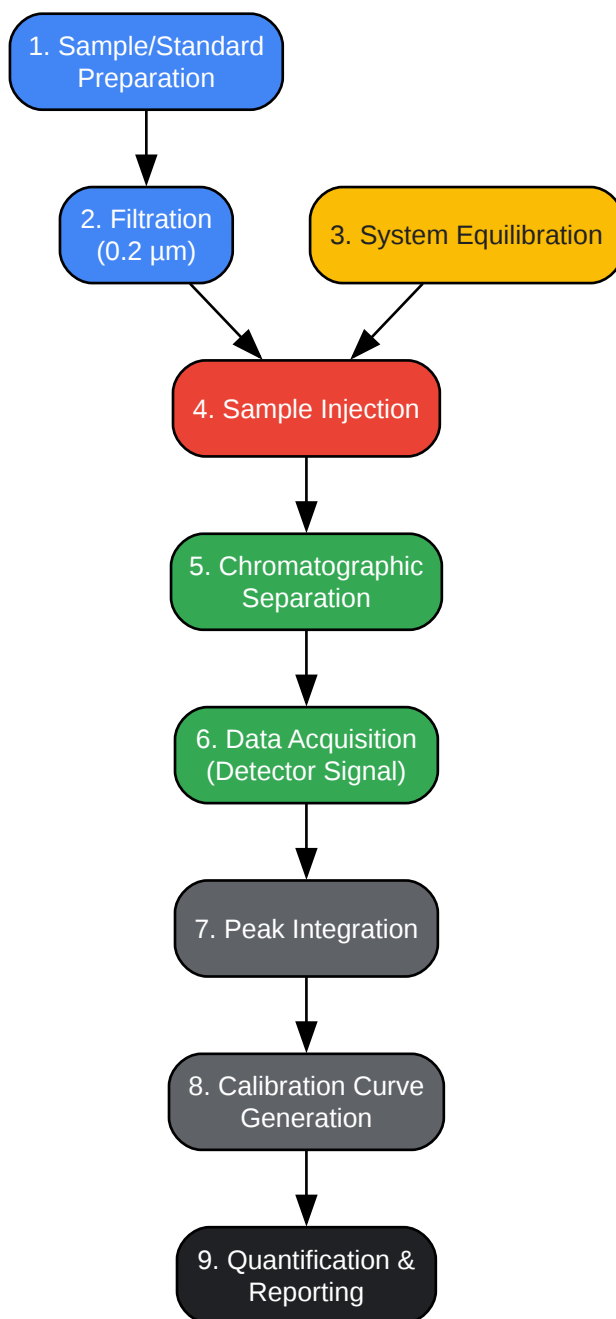 1. Sample/Standard
Preparation
2. Filtration
(0.2 µm)
3. System Equilibration
4. Sample Injection
5. Chromatographic
Separation
6. Data Acquisition
(Detector Signal)
7. Peak Integration
8. Calibration Curve
Generation
9. Quantification &
Reporting